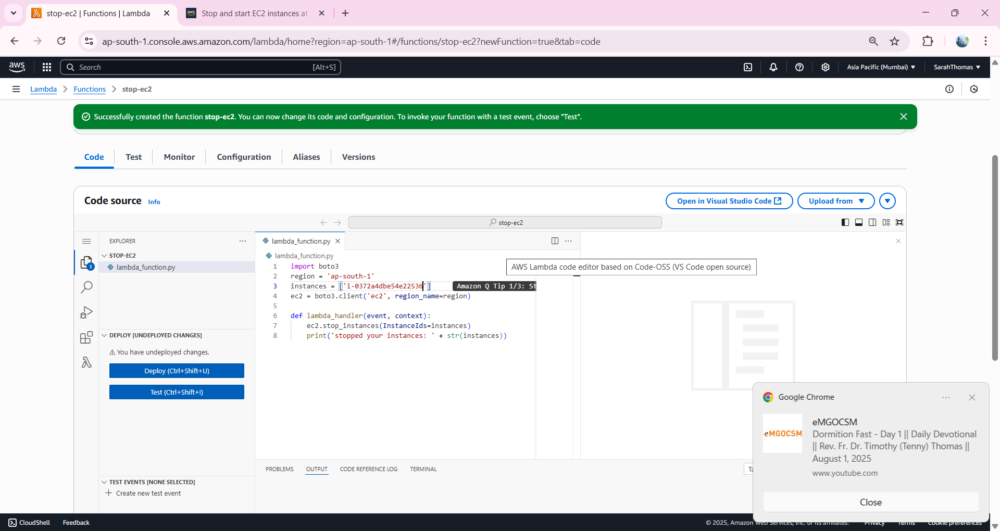 stop-ec2 | Functions | Lambda
Stop and start EC2 instances at
ap-south-1.console.aws.amazon.com/lambda/home?region=ap-south-1#/functions/stop-ec2?newFunction=true&tab=code
aws
Search
[Alt+S]
Asia Pacific (Mumbai)
SarahThomas
Lambda
Functions
stop-ec2
Successfully created the function stop-ec2. You can now change its code and configuration. To invoke your function with a test event, choose "Test".
Code
Test
Monitor
Configuration
Aliases
Versions
Code source
Info
Open in Visual Studio Code
Upload from
stop-ec2
EXPLORER
STOP-EC2
lambda_function.py
1
lambda_function.py
lambda_function.py
1 import boto3
2 region = 'ap-south-1'
3 instances = ['i-0372a4dbe54e22536']
Amazon Q Tip 1/3: St
4 ec2 = boto3.client('ec2', region_name=region)
5
6 def lambda_handler(event, context):
7 ec2.stop_instances(InstanceIds=instances)
8 print('stopped your instances: ' + str(instances))
AWS Lambda code editor based on Code-OSS (VS Code open source)
DEPLOY [UNDEPLOYED CHANGES]
You have undeployed changes.
Deploy (Ctrl+Shift+U)
Test (Ctrl+Shift+I)
TEST EVENTS [NONE SELECTED]
Create new test event
PROBLEMS
OUTPUT
CODE REFERENCE LOG
TERMINAL
Google Chrome
eMGOCSM
eMGOCSM
Dormition Fast - Day 1 || Daily Devotional
|| Rev. Fr. Dr. Timothy (Tenny) Thomas ||
August 1, 2025
www.youtube.com
Close
CloudShell
Feedback
© 2025, Amazon Web Services, Inc. or its affiliates.
Privacy
Terms
Cookie preferences